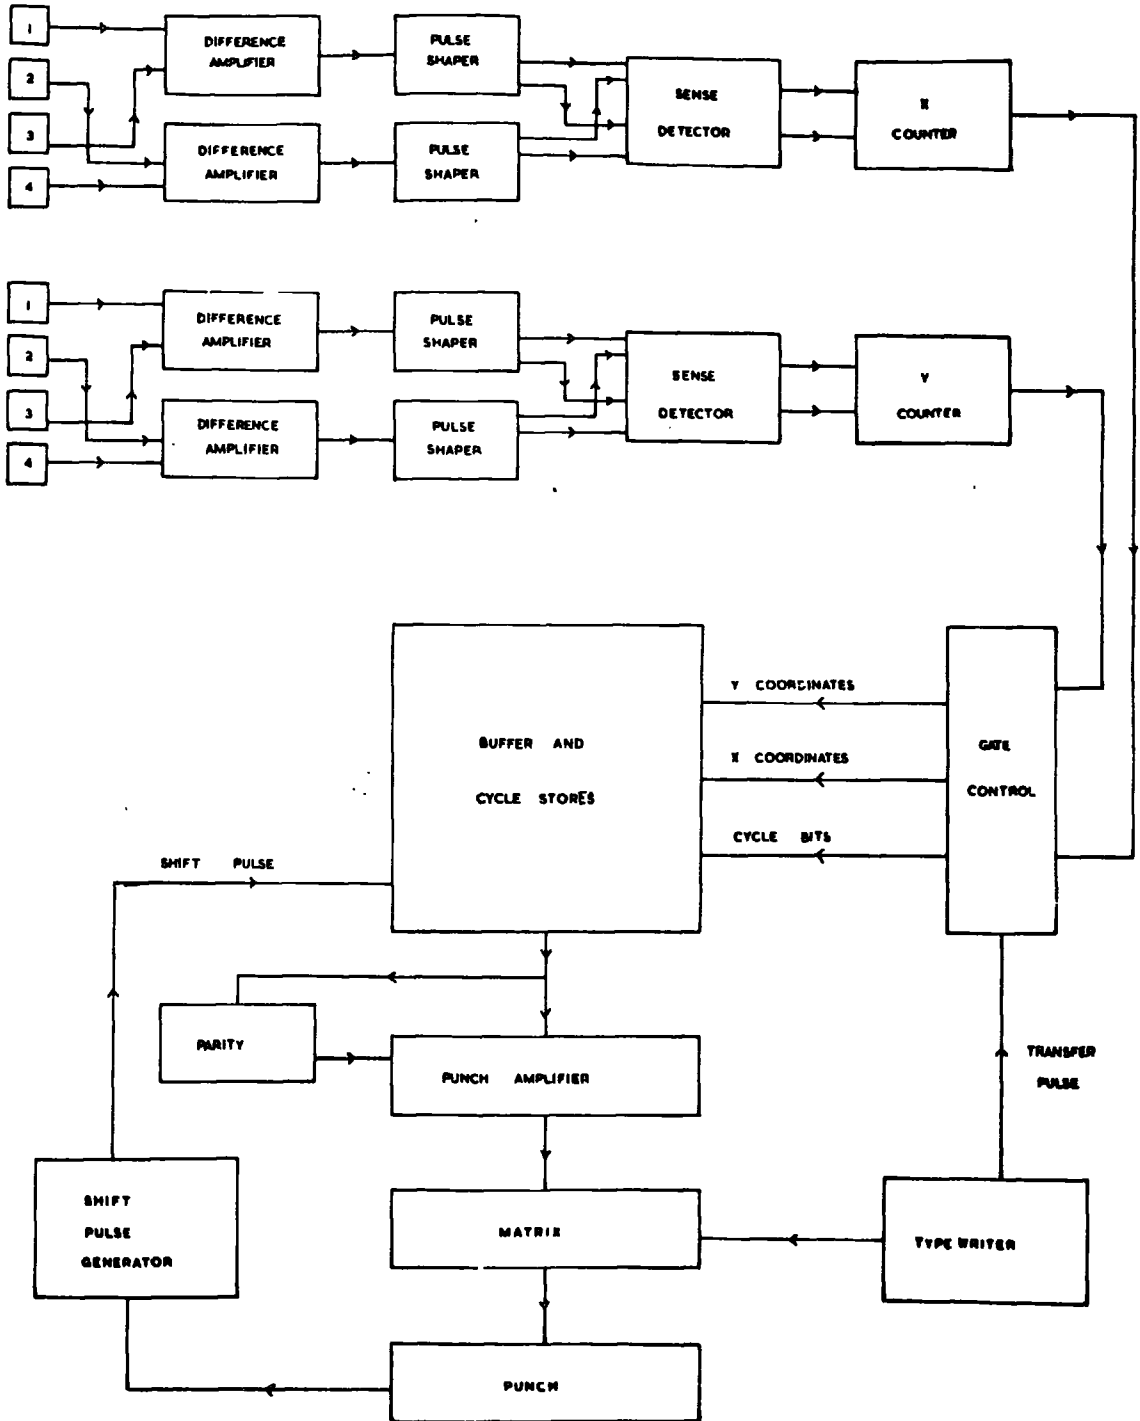 1
2
3
4
DIFFERENCE
AMPLIFIER
DIFFERENCE
AMPLIFIER
PULSE
SHAPER
PULSE
SHAPER
SENSE
DETECTOR
X
COUNTER
1
2
3
4
DIFFERENCE
AMPLIFIER
DIFFERENCE
AMPLIFIER
PULSE
SHAPER
PULSE
SHAPER
SENSE
DETECTOR
Y
COUNTER
BUFFER AND
CYCLE STORES
Y COORDINATES
X COORDINATES
CYCLE BITS
GATE
CONTROL
SHIFT PULSE
PARITY
PUNCH AMPLIFIER
TRANSFER
PULSE
SHIFT
PULSE
GENERATOR
MATRIX
TYPE WRITER
PUNCH